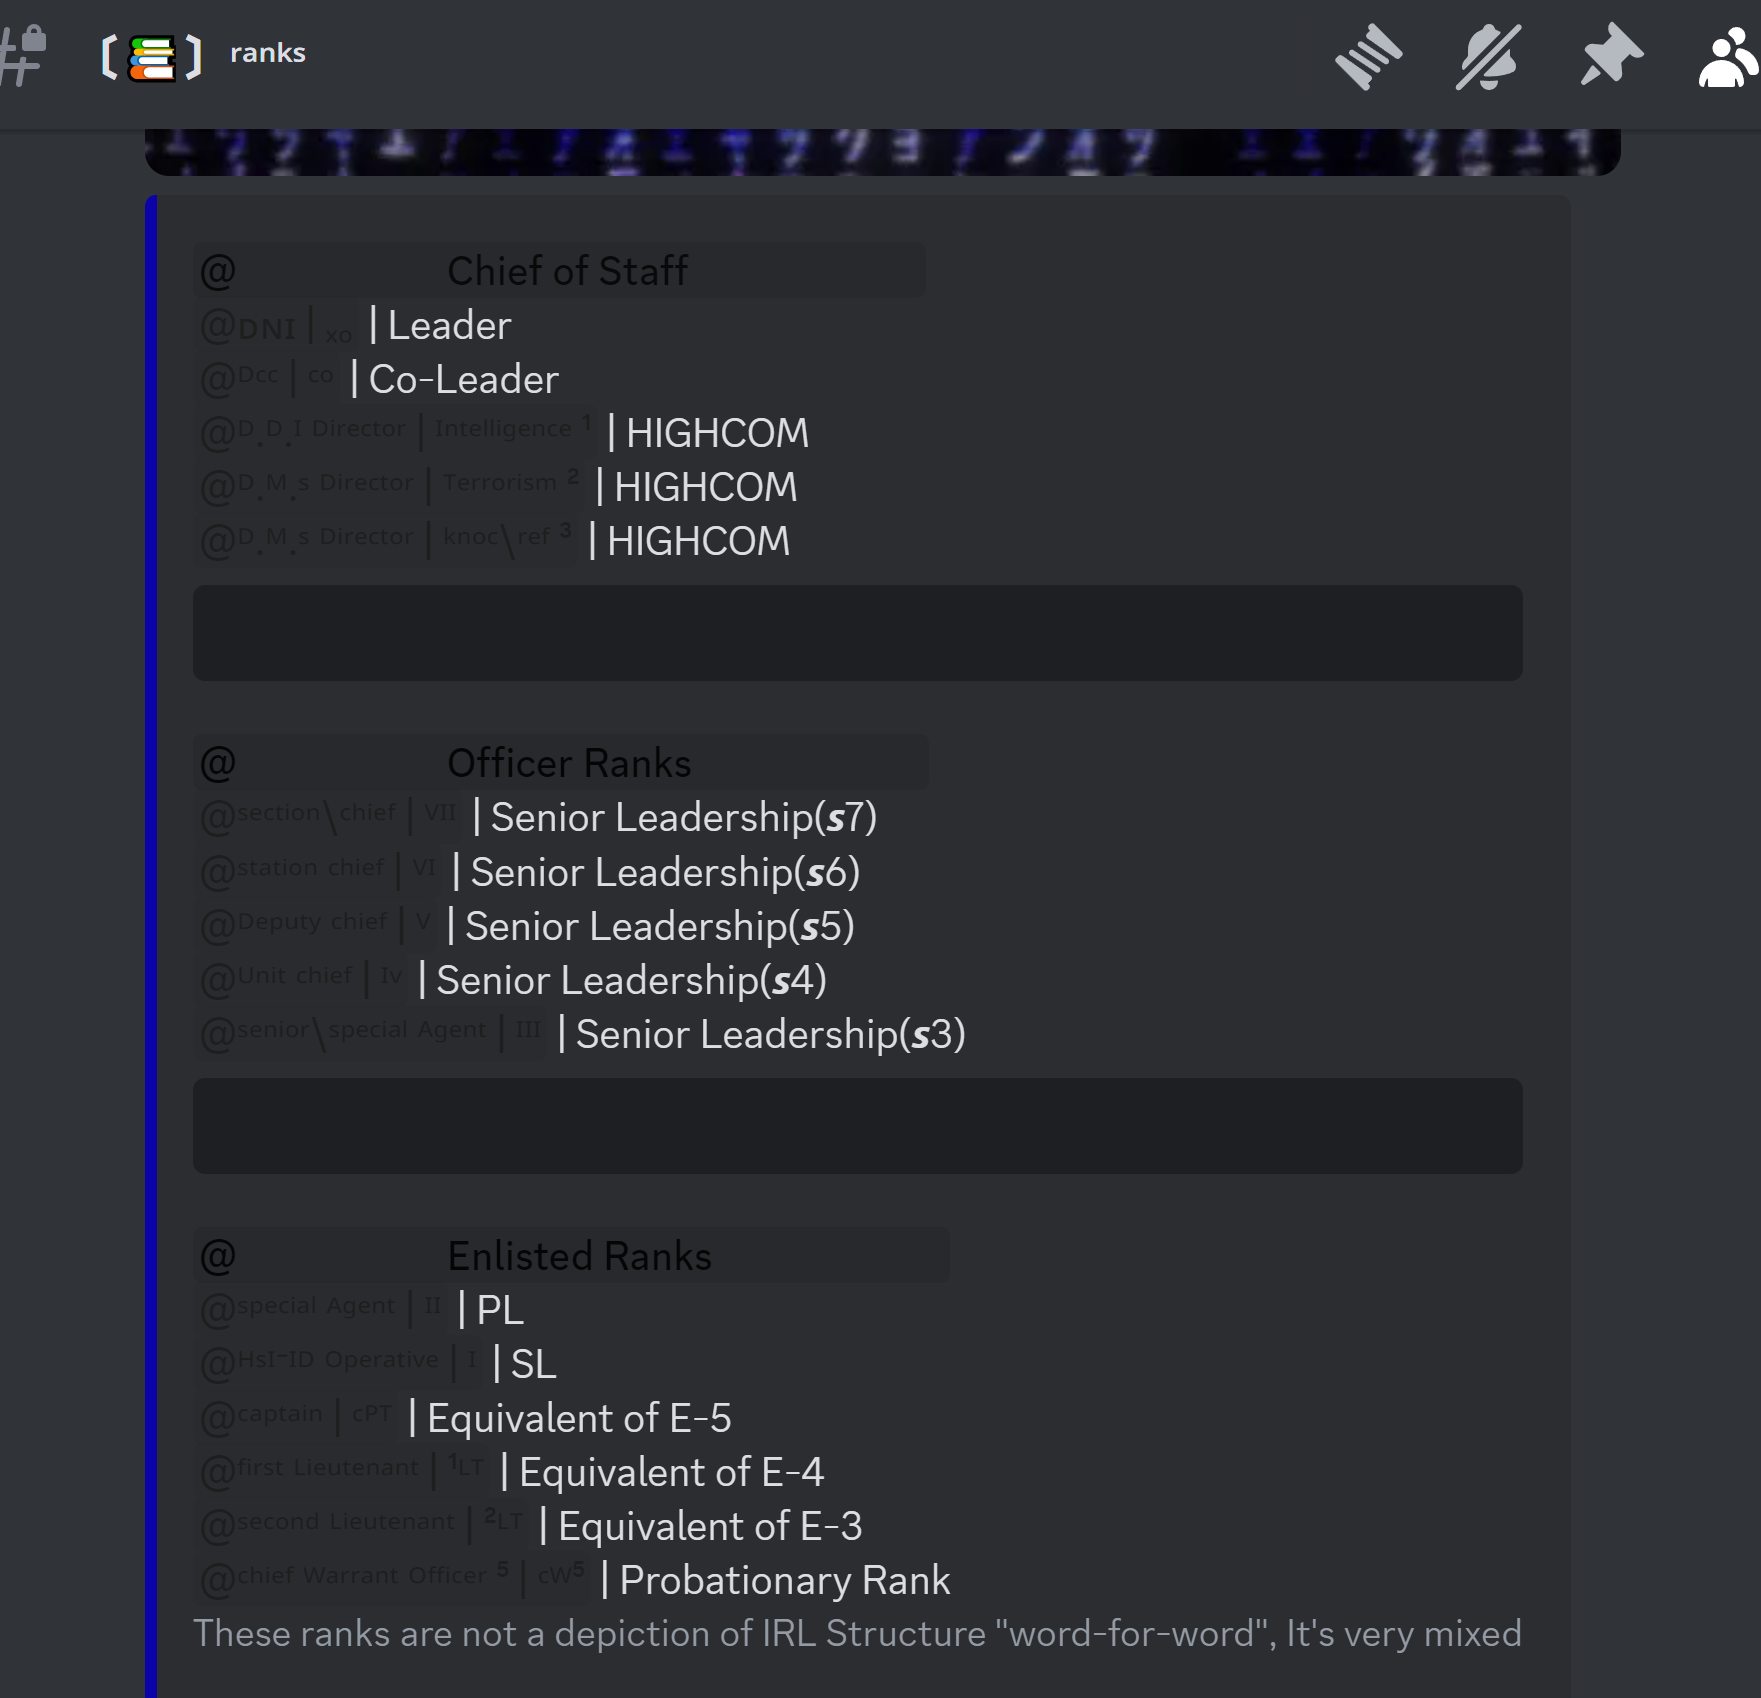 ranks
@ Chief of Staff
@DNI | xo | Leader
@Dcc | co | Co-Leader
@D.D.I Director | Intelligence ¹ | HIGHCOM
@D.M.s Director | Terrorism ² | HIGHCOM
@D.M.s Director | knoc\ref ³ | HIGHCOM
@ Officer Ranks
@section\chief | VII | Senior Leadership(s7)
@station chief | VI | Senior Leadership(s6)
@Deputy chief | V | Senior Leadership(s5)
@Unit chief | Iv | Senior Leadership(s4)
@senior\special Agent | III | Senior Leadership(s3)
@ Enlisted Ranks
@special Agent | II | PL
@HsI-ID Operative | I | SL
@captain | cPT | Equivalent of E-5
@first Lieutenant | ¹LT | Equivalent of E-4
@second Lieutenant | ²LT | Equivalent of E-3
@chief Warrant Officer ⁵ | cW⁵ | Probationary Rank
These ranks are not a depiction of IRL Structure "word-for-word", It's very mixed